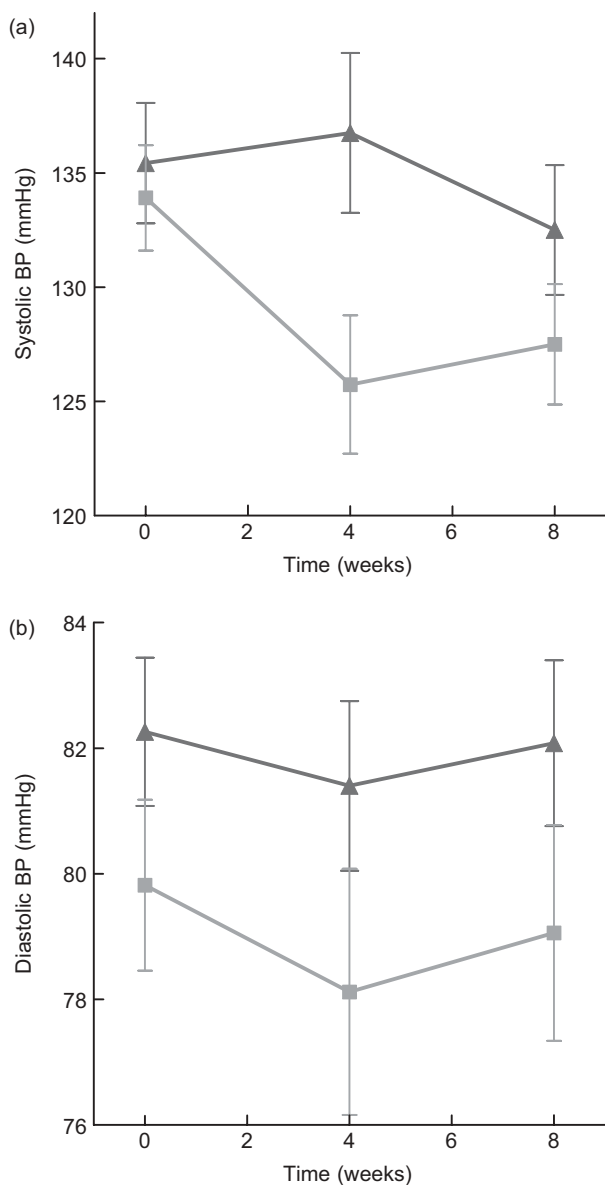 (a)
140
135
130
125
120
Systolic BP (mmHg)
0 2 4 6 8
Time (weeks)
(b)
84
82
80
78
76
Diastolic BP (mmHg)
0 2 4 6 8
Time (weeks)